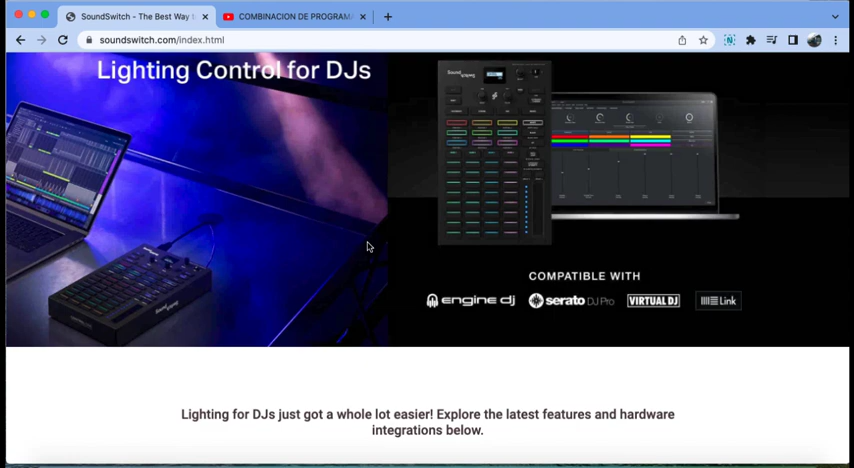 SoundSwitch - The Best Way
COMBINACION DE PROGRAMA
soundswitch.com/index.html
Lighting Control for DJs
SoundSwitch
COMPATIBLE WITH
engine dj
serato DJ Pro
VIRTUAL DJ
Link
Lighting for DJs just got a whole lot easier! Explore the latest features and hardware
integrations below.